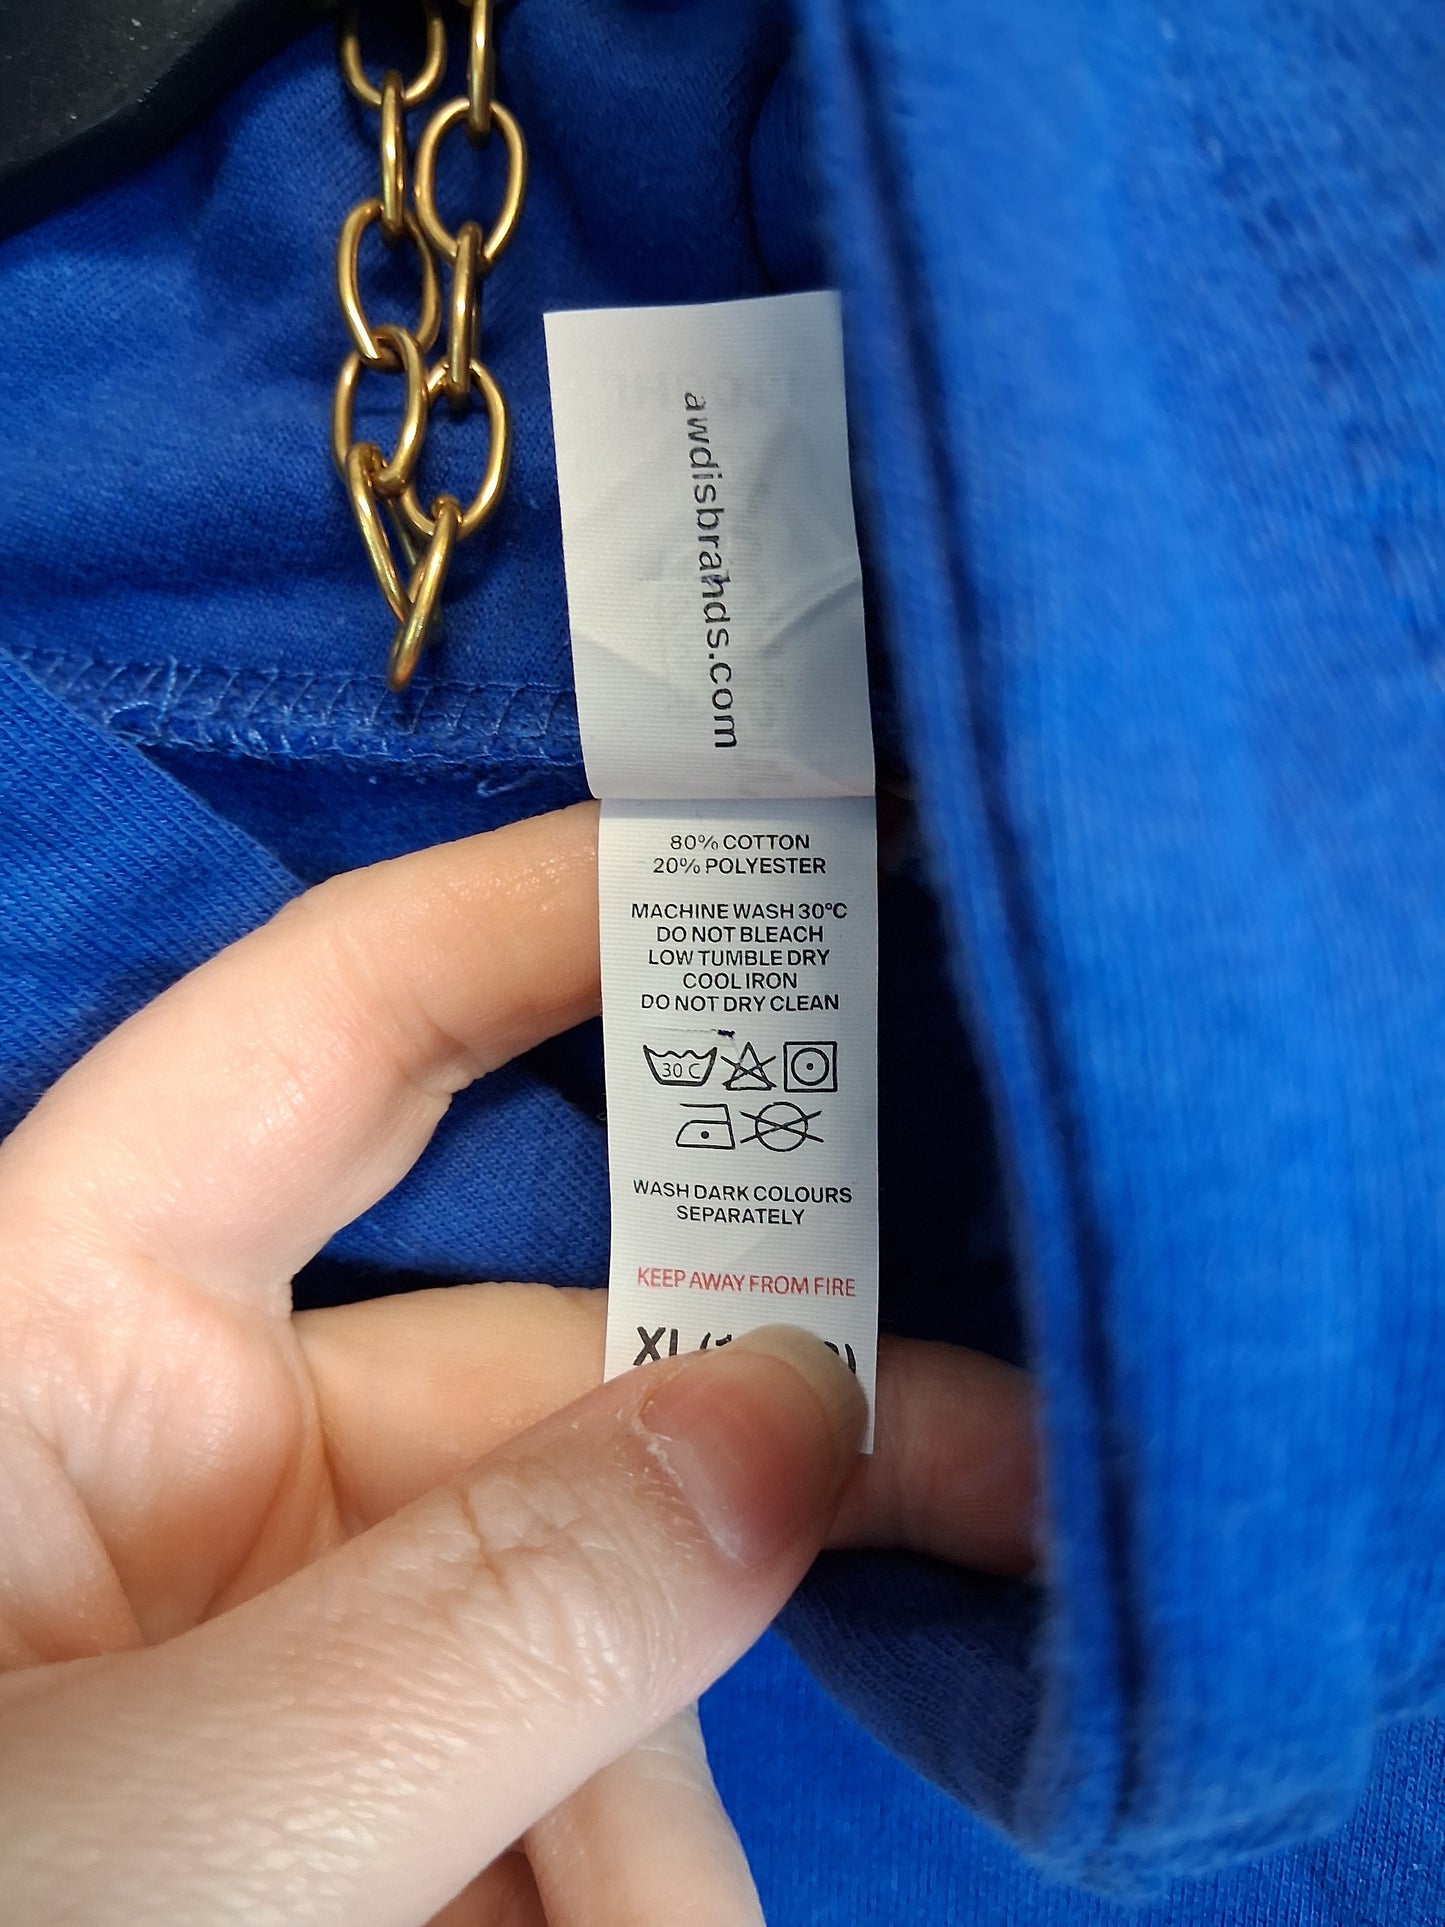 awdisbrands.com
80% COTTON
20% POLYESTER
MACHINE WASH 30°C
DO NOT BLEACH
LOW TUMBLE DRY
COOL IRON
DO NOT DRY CLEAN
30 C
WASH DARK COLOURS
SEPARATELY
KEEP AWAY FROM FIRE
XL